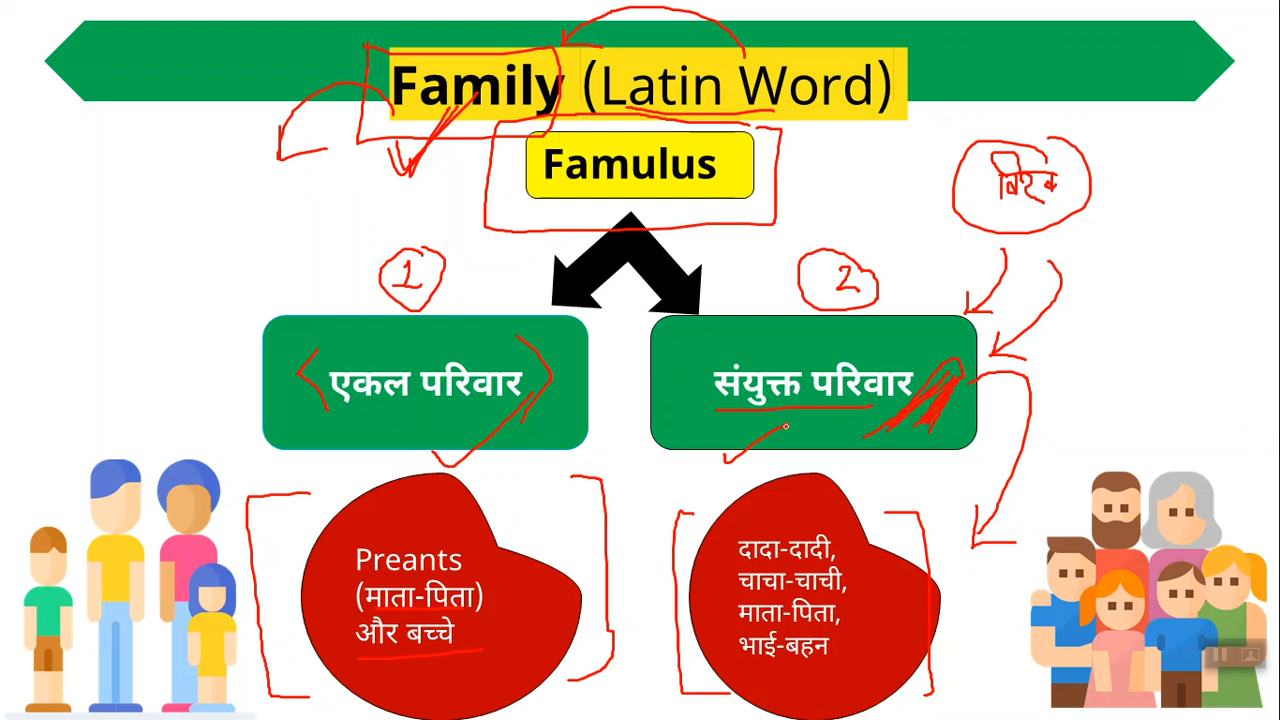 Family (Latin Word)
Famulus
विश्व
1
2
एकल परिवार
संयुक्त परिवार
Preants
(माता-पिता)
और बच्चे
दादा-दादी,
चाचा-चाची,
माता-पिता,
भाई-बहन